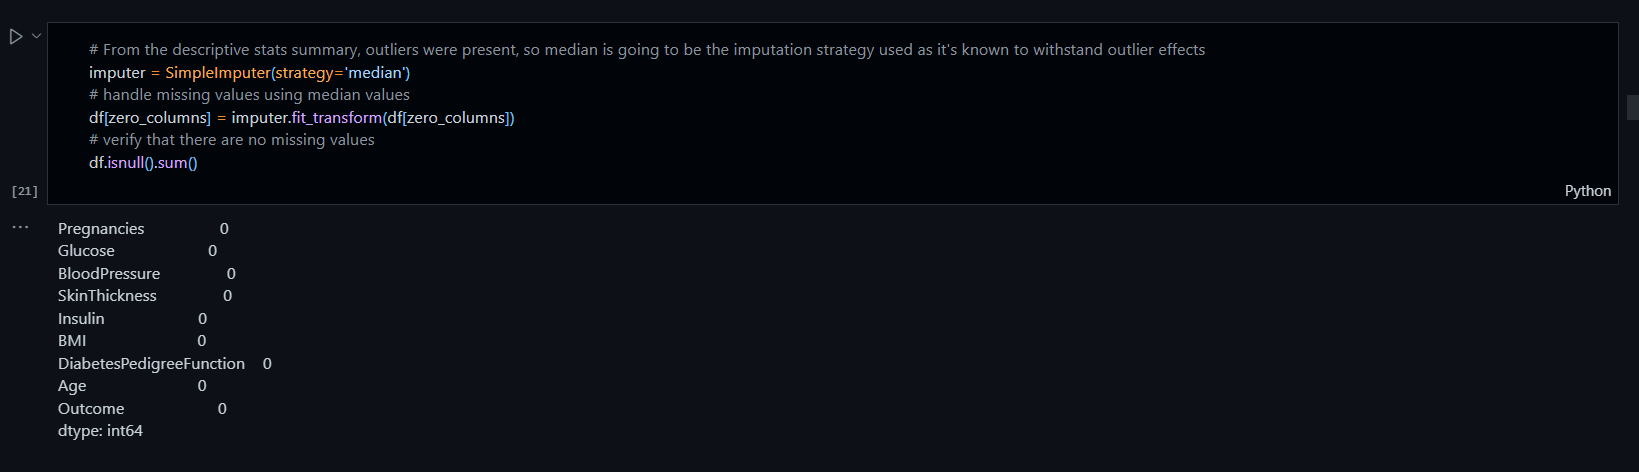 # From the descriptive stats summary, outliers were present, so median is going to be the imputation strategy used as it's known to withstand outlier effects
imputer = SimpleImputer(strategy='median')
# handle missing values using median values
df[zero_columns] = imputer.fit_transform(df[zero_columns])
# verify that there are no missing values
df.isnull().sum()
[21]
Python
...
Pregnancies 0
Glucose 0
BloodPressure 0
SkinThickness 0
Insulin 0
BMI 0
DiabetesPedigreeFunction 0
Age 0
Outcome 0
dtype: int64